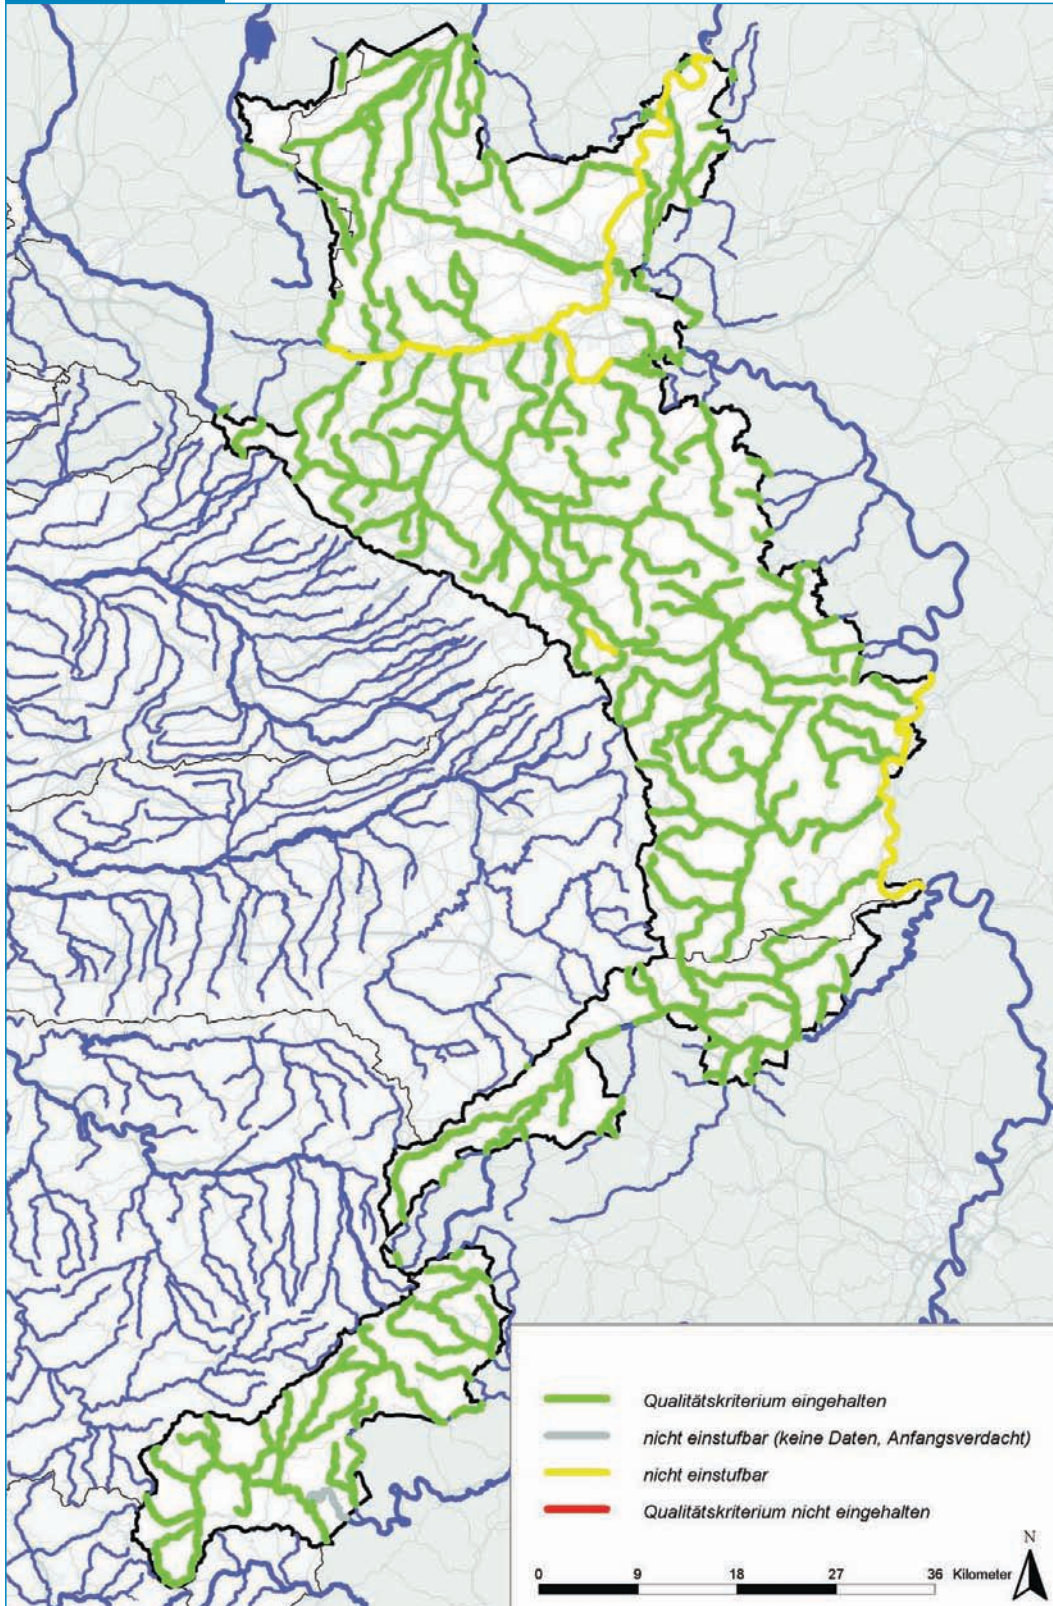 Qualitätskriterium eingehalten
nicht einstufbar (keine Daten, Anfangsverdacht)
nicht einstufbar
Qualitätskriterium nicht eingehalten
N
0 9 18 27 36 Kilometer